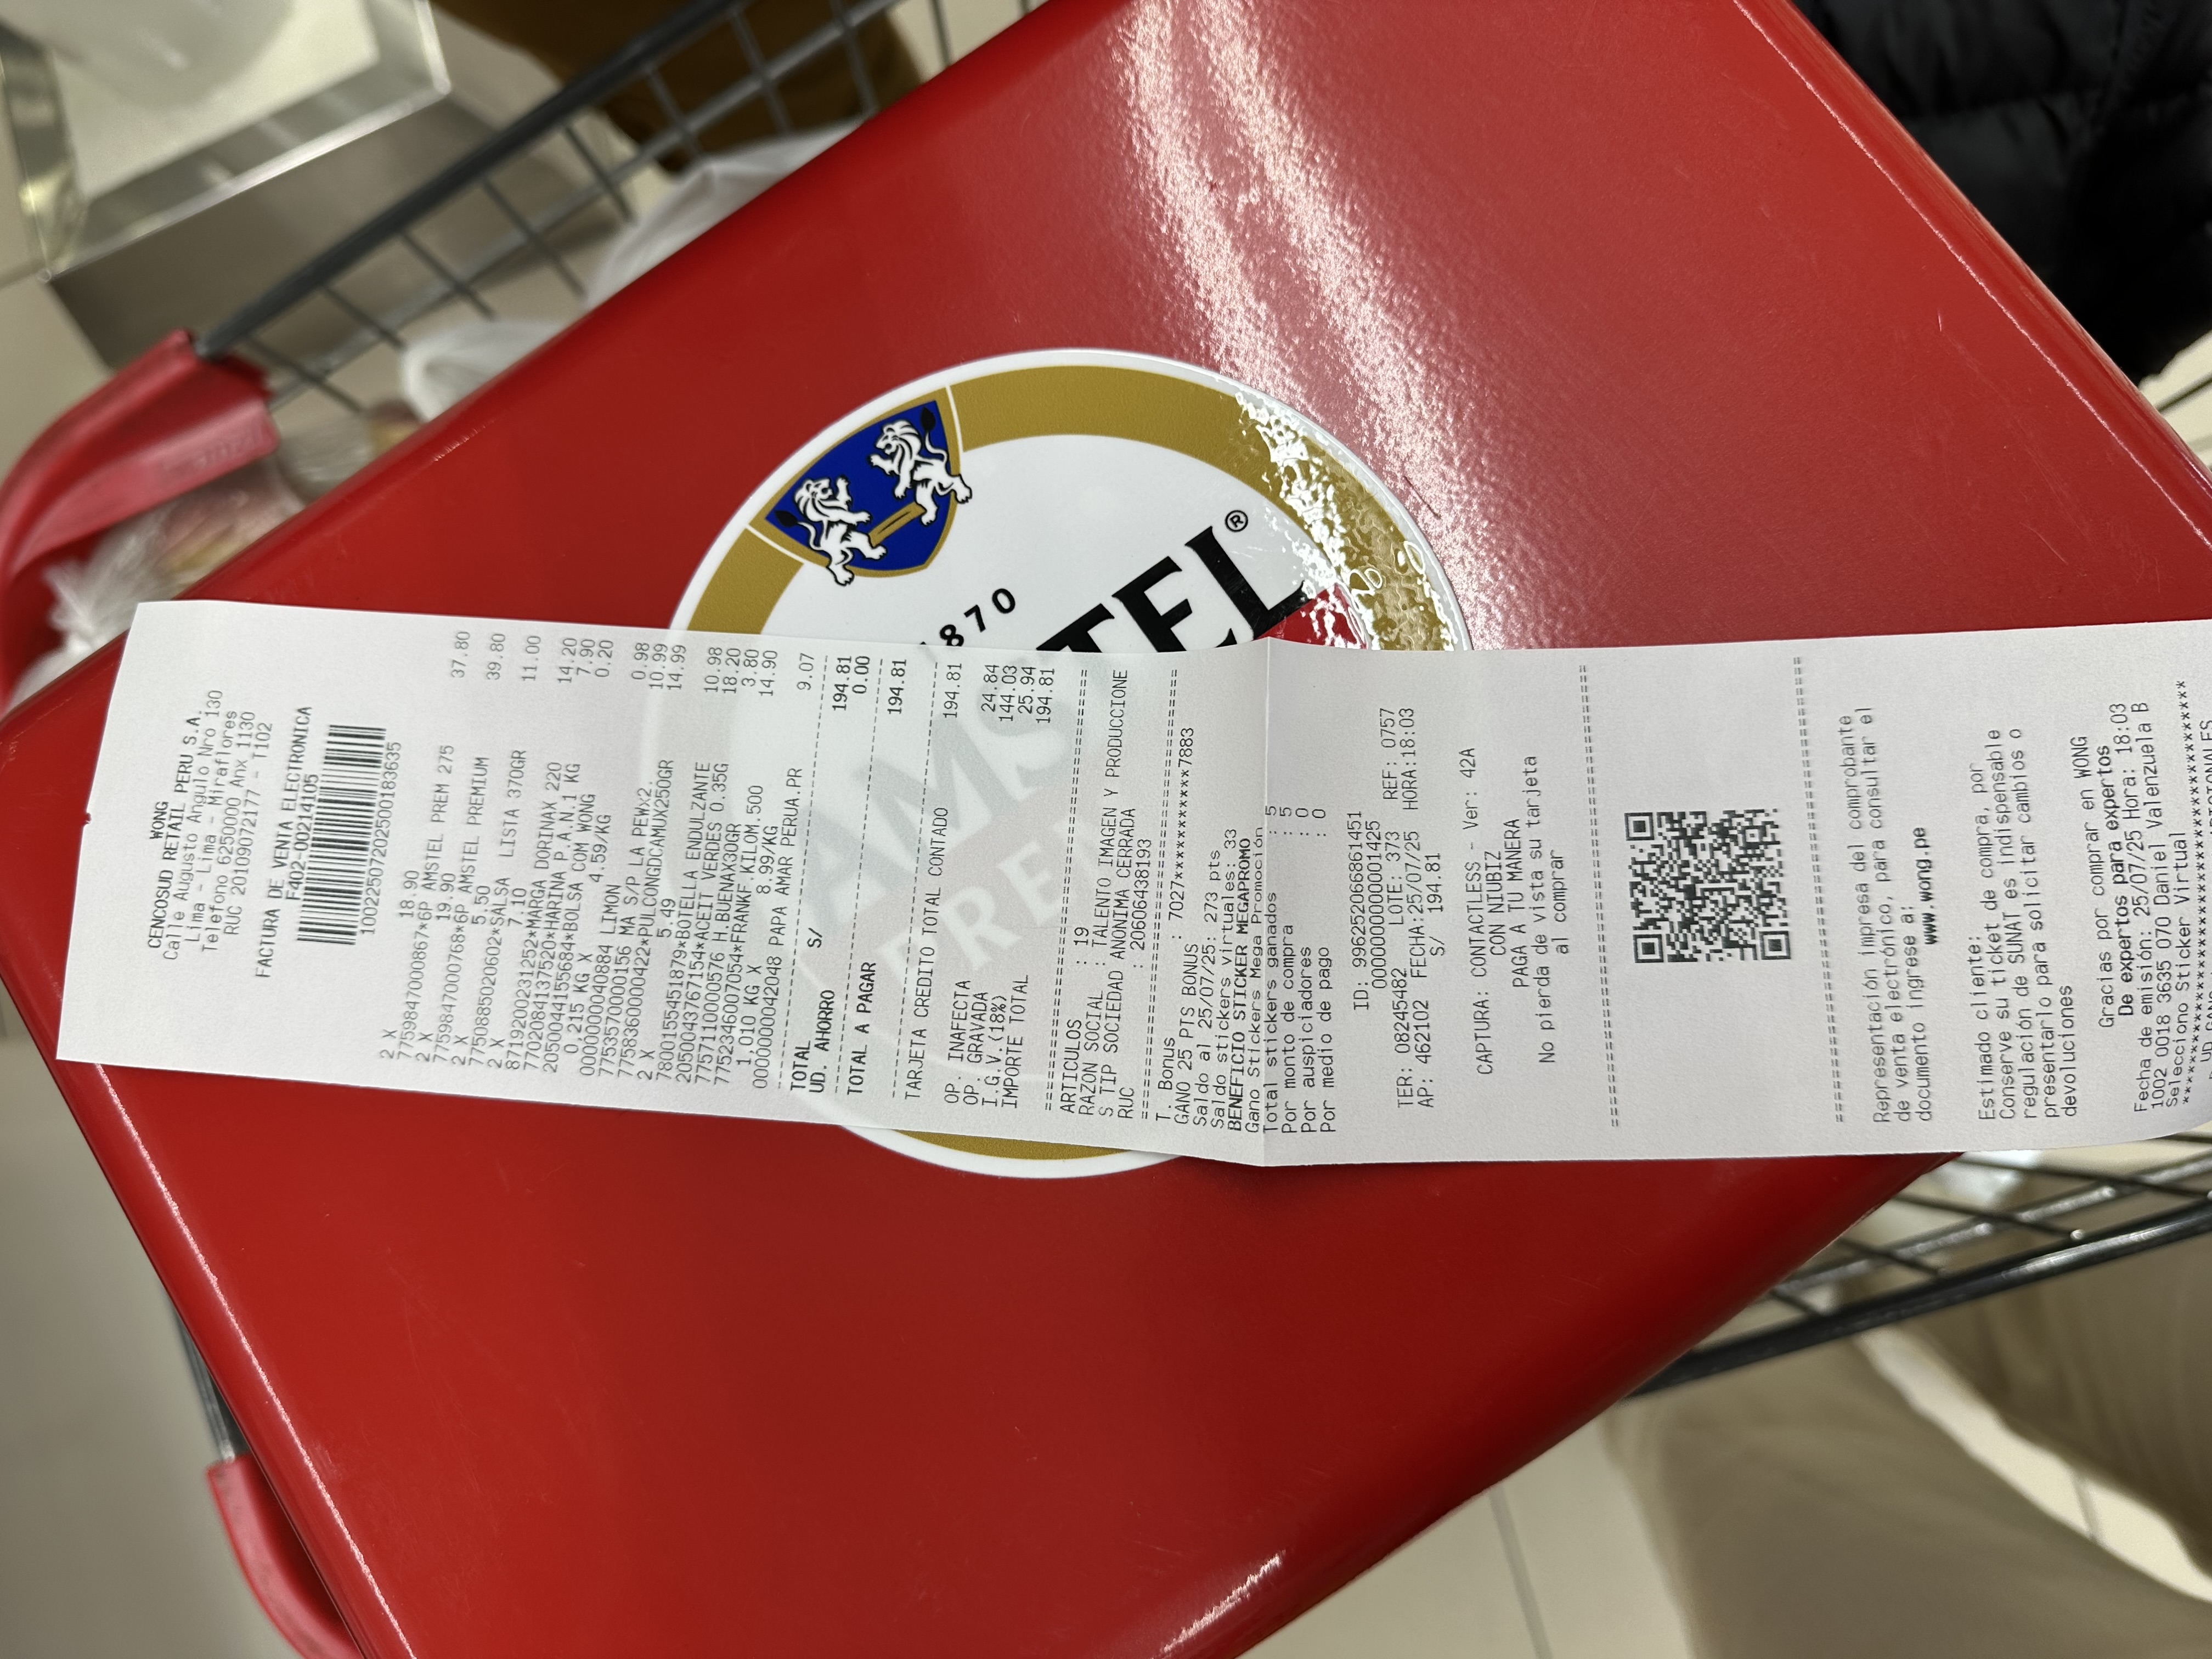 WONG
CENCOSUD RETAIL PERU S.A.
Calle Augusto Angulo Nro 130
Lima - Lima - Miraflores
Telefono 6250000 Anx 1130
RUC 20109072177 - T102
FACTURA DE VENTA ELECTRONICA
F402-00214105
10022507202500183635
2 X 18.90
7759847000867*6P AMSTEL PREM 275 37.80
2 X 19.90
7759847000768*6P AMSTEL PREMIUM 39.80
2 X 5.50
7750885020602*SALSA LISTA 370GR 11.00
2 X 7.10
8719200231252*MARGA DORINAX 220 14.20
7702084137520*HARINA P.A.N.1 KG 7.90
2050044155684*BOLSA COM WONG 0.20
0,215 KG X 4.59/KG
0000000040884 LIMON 0.98
7753570000156 MA S/P LA PEWx2. 10.99
7758360000422*PULCONGDCAMUX250GR 14.99
2 X 5.49
7800155451879*BOTELLA ENDULZANTE 10.98
2050043767154*ACEIT VERDES 0.35G 18.20
7757110000576 H.BUENAX30GR 3.80
7752346007054*FRANKF.KILOM.500 14.90
1,010 KG X 8.99/KG
0000000042048 PAPA AMAR PERUA.PR 9.07
TOTAL S/ 194.81
UD. AHORRO 0.00
TOTAL A PAGAR 194.81
TARJETA CREDITO TOTAL CONTADO 194.81
OP. INAFECTA 24.84
OP. GRAVADA 144.03
I.G.V.(18%) 25.94
IMPORTE TOTAL 194.81
ARTICULOS : 19
RAZON SOCIAL : TALENTO IMAGEN Y PRODUCCIONE
S TIP SOCIEDAD ANONIMA CERRADA
RUC : 20606438193
T. Bonus : 7027***********7883
GANO 25 PTS BONUS
Saldo al 25/07/25: 273 pts
Saldo stickers virtuales: 33
BENEFICIO STICKER MEGAPROMO
Gano Stickers Mega Promoción
Total stickers ganados : 5
Por monto de compra : 5
Por auspiciadores : 0
Por medio de pago : 0
ID: 996252066861451
0000000000001425
TER: 08245482 LOTE: 373 REF: 0757
AP: 462102 FECHA:25/07/25 HORA:18:03
S/ 194.81
CAPTURA: CONTACTLESS - Ver: 42A
CON NIUBIZ
PAGA A TU MANERA
No pierda de vista su tarjeta
al comprar
Representación impresa del comprobante
de venta electrónico, para consultar el
documento ingrese a:
www.wong.pe
Estimado cliente:
Conserve su ticket de compra, por
regulación de SUNAT es indispensable
presentarlo para solicitar cambios o
devoluciones
Gracias por comprar en WONG
De expertos para expertos
Fecha de emisión: 25/07/25 Hora: 18:03
1002 0018 3635 070 Daniel Valenzuela B
Selecciono Sticker Virtual
1870
TEL®